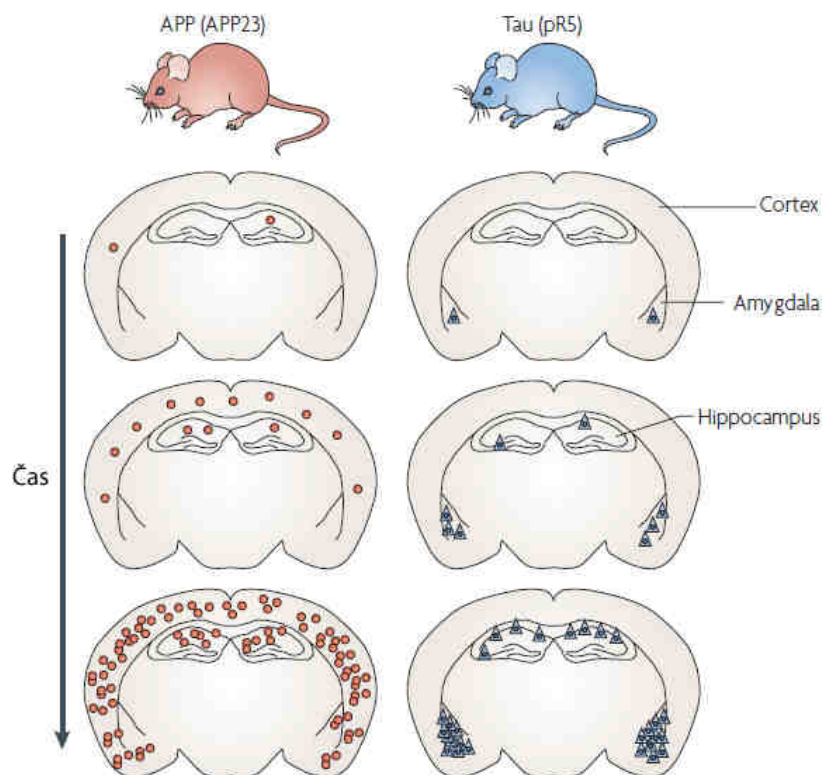 APP (APP23)
Tau (pR5)
Cortex
Amygdala
Hippocampus
Čas